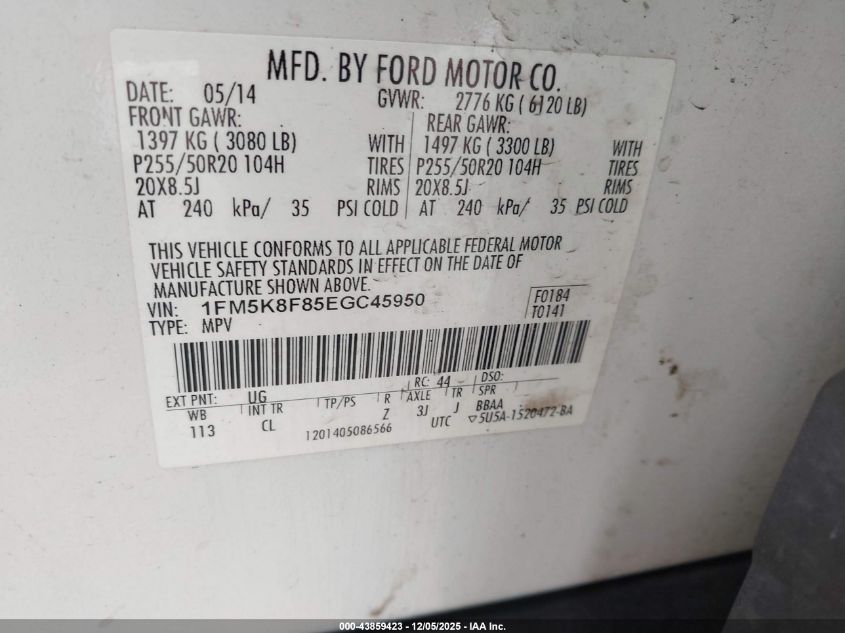 MFD. BY FORD MOTOR CO.
DATE: 05/14 GVWR: 2776 KG ( 6120 LB)
FRONT GAWR: REAR GAWR:
1397 KG ( 3080 LB) WITH 1497 KG ( 3300 LB) WITH
P255/50R20 104H TIRES P255/50R20 104H TIRES
20X8.5J RIMS 20X8.5J RIMS
AT 240 kPa/ 35 PSI COLD AT 240 kPa/ 35 PSI COLD
THIS VEHICLE CONFORMS TO ALL APPLICABLE FEDERAL MOTOR
VEHICLE SAFETY STANDARDS IN EFFECT ON THE DATE OF
MANUFACTURE SHOWN ABOVE.
VIN: 1FM5K8F85EGC45950 F0184
TYPE: MPV T0141
EXT PNT: UG RC: 44 DSO:
WB INT TR TP/PS R AXLE TR SPR
113 CL Z 3J J BBAA
1201405086566 UTC ▽5U5A-1520472-BA
000-43859423 - 12/05/2025 - IAA Inc.